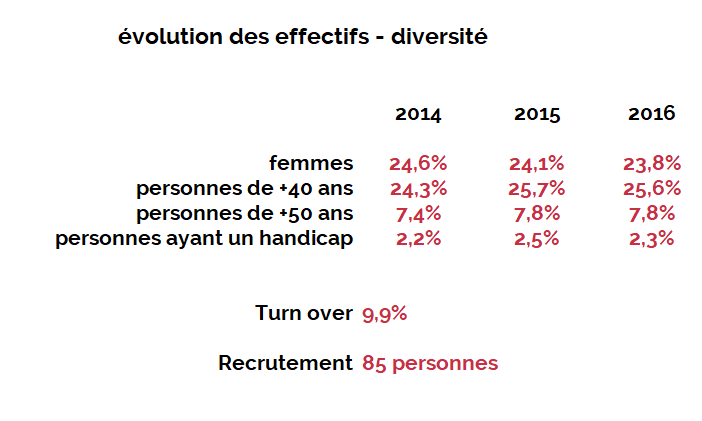 évolution des effectifs - diversité
2014 2015 2016
femmes 24,6% 24,1% 23,8%
personnes de +40 ans 24,3% 25,7% 25,6%
personnes de +50 ans 7,4% 7,8% 7,8%
personnes ayant un handicap 2,2% 2,5% 2,3%
Turn over 9,9%
Recrutement 85 personnes